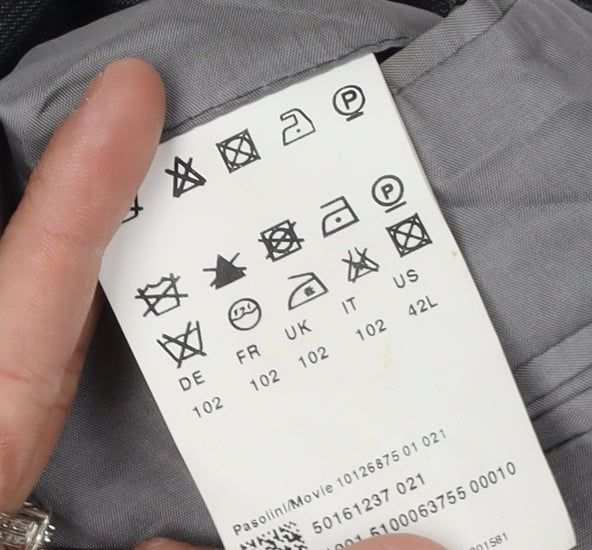 P
P
DE FR UK IT US
102 102 102 102 42L
Pasolini/Movie 10126875 01 021
50161237 021
5100063755 00010
001581